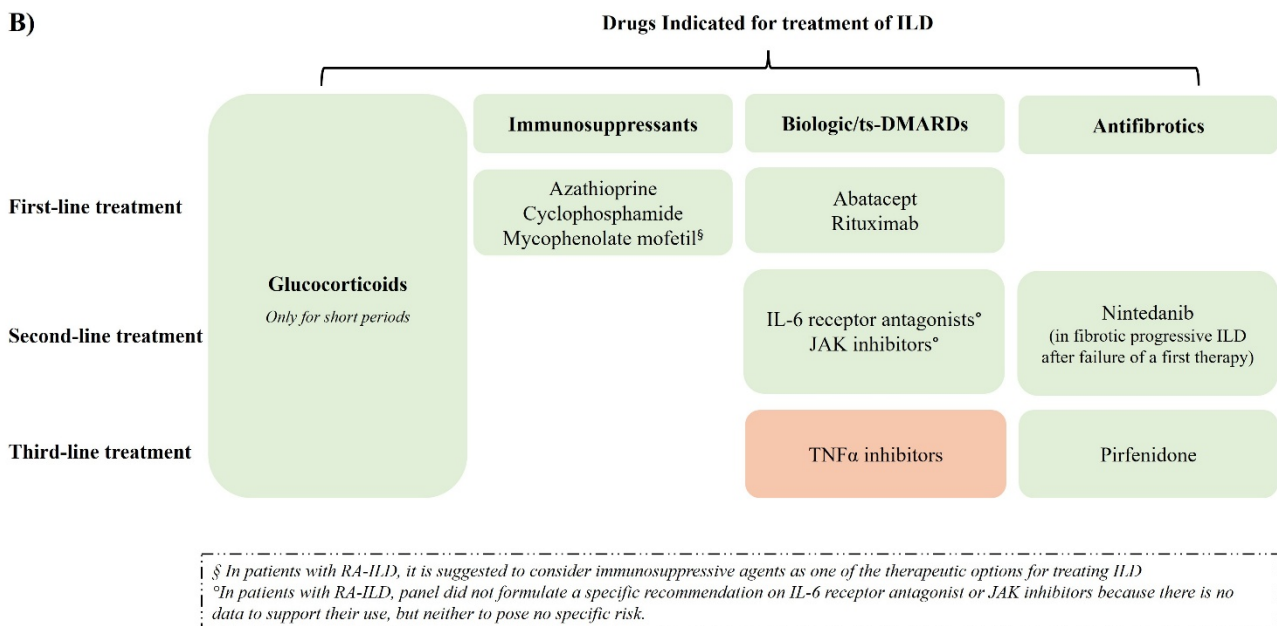 B)
Drugs Indicated for treatment of ILD
Immunosuppressants
Biologic/ts-DMARDs
Antifibrotics
First-line treatment
Azathioprine
Cyclophosphamide
Mycophenolate mofetil§
Abatacept
Rituximab
Glucocorticoids
Only for short periods
Second-line treatment
IL-6 receptor antagonists°
JAK inhibitors°
Nintedanib
(in fibrotic progressive ILD
after failure of a first therapy)
Third-line treatment
TNFα inhibitors
Pirfenidone
§ In patients with RA-ILD, it is suggested to consider immunosuppressive agents as one of the therapeutic options for treating ILD
°In patients with RA-ILD, panel did not formulate a specific recommendation on IL-6 receptor antagonist or JAK inhibitors because there is no
data to support their use, but neither to pose no specific risk.